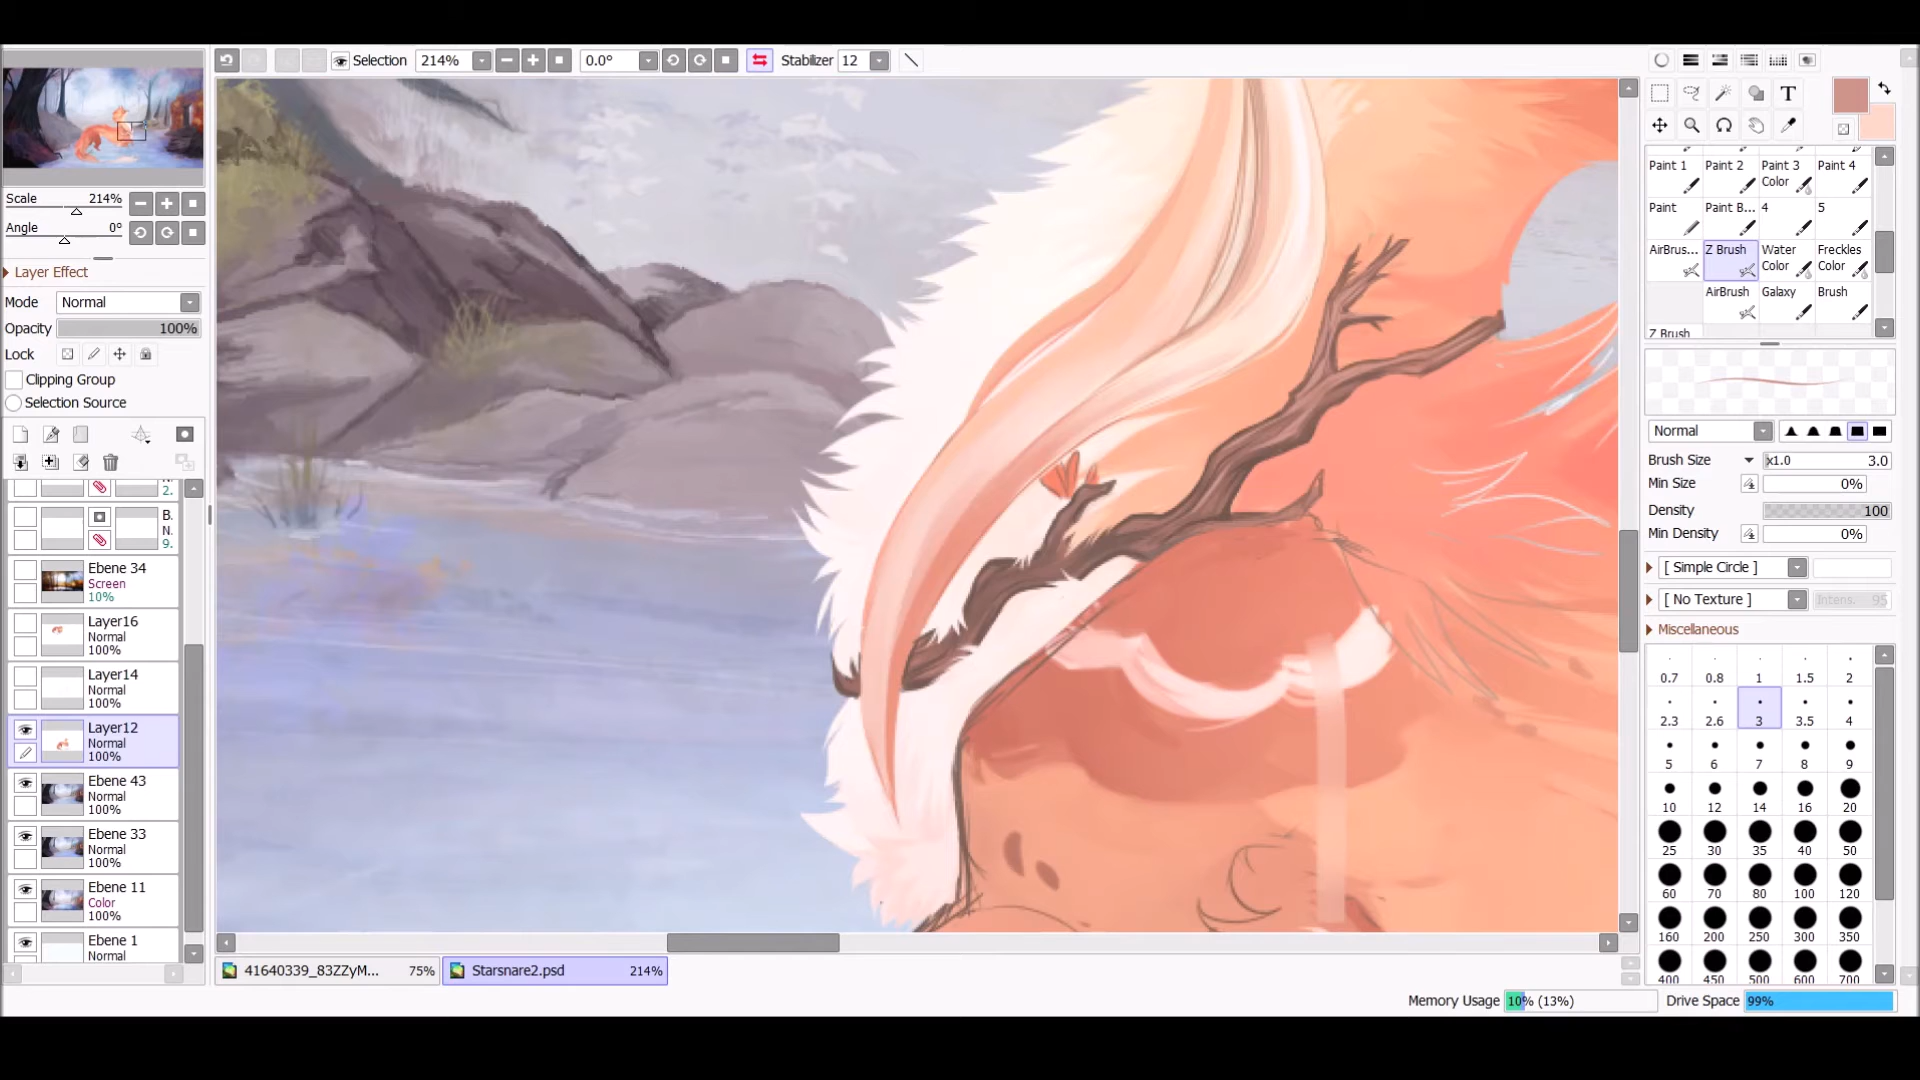 Selection 214% 0.0° Stabilizer 12
Scale 214%
Angle 0°
Layer Effect
Mode Normal
Opacity 100%
Lock
Clipping Group
Selection Source
2.
B.
N.
9.
Ebene 34
Screen
10%
Layer16
Normal
100%
Layer14
Normal
100%
Layer12
Normal
100%
Ebene 43
Normal
100%
Ebene 33
Normal
100%
Ebene 11
Color
100%
Ebene 1
Normal
41640339_83ZZyM... 75% Starsnare2.psd 214%
T
Paint 1 Paint 2 Paint 3 Color Paint 4
Paint Paint B... 4 5
AirBrus... Z Brush Water Color Freckles Color
AirBrush Galaxy Brush
Z Brush
Normal
Brush Size x1.0 3.0
Min Size 0%
Density 100
Min Density 0%
[ Simple Circle ]
[ No Texture ] Intens. 95
Miscellaneous
0.7 0.8 1 1.5 2
2.3 2.6 3 3.5 4
5 6 7 8 9
10 12 14 16 20
25 30 35 40 50
60 70 80 100 120
160 200 250 300 350
400 450 500 600 700
Memory Usage 10% (13%) Drive Space 99%